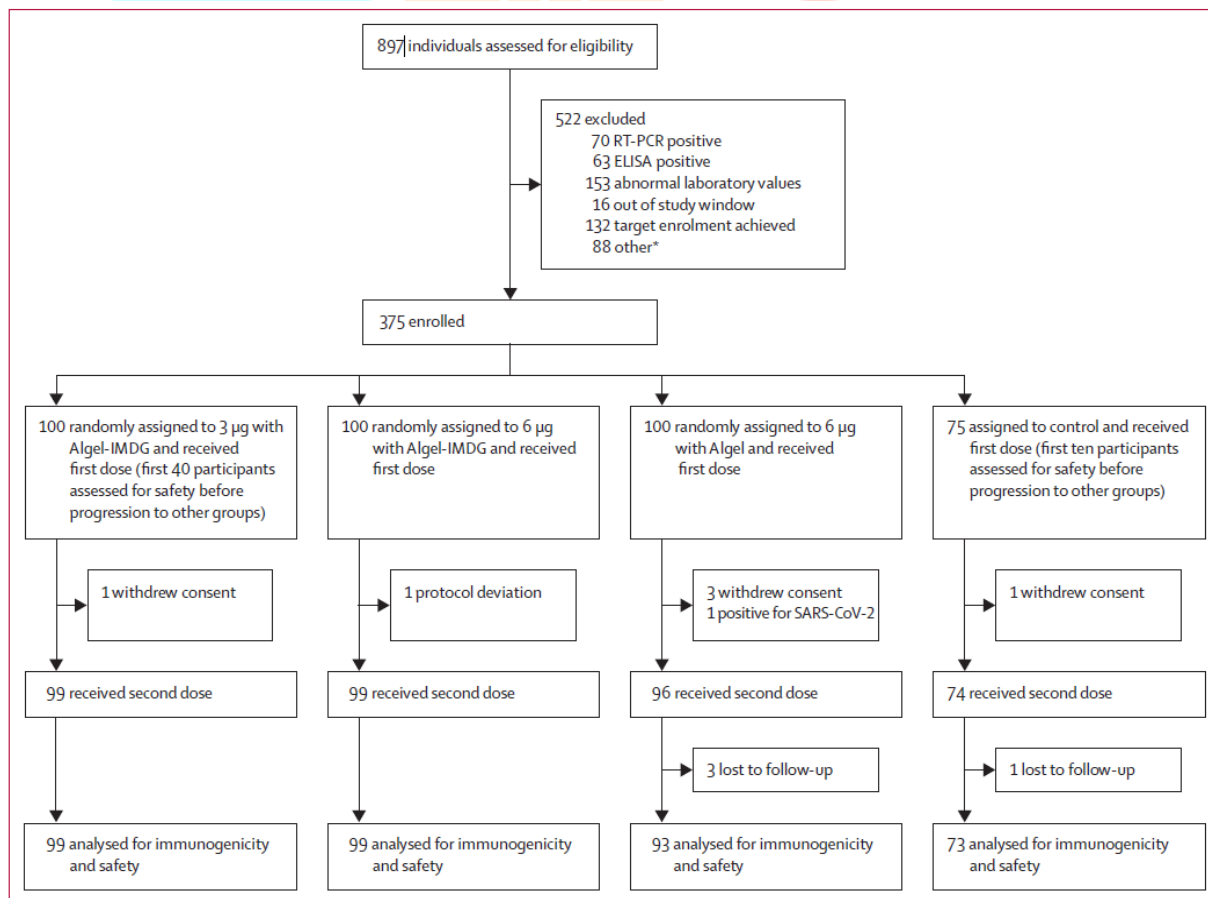 897 individuals assessed for eligibility
522 excluded
70 RT-PCR positive
63 ELISA positive
153 abnormal laboratory values
16 out of study window
132 target enrolment achieved
88 other*
375 enrolled
100 randomly assigned to 3 µg with
Algel-IMDG and received
first dose (first 40 participants
assessed for safety before
progression to other groups)
100 randomly assigned to 6 µg
with Algel-IMDG and received
first dose
100 randomly assigned to 6 µg
with Algel and received
first dose
75 assigned to control and received
first dose (first ten participants
assessed for safety before
progression to other groups)
1 withdrew consent
1 protocol deviation
3 withdrew consent
1 positive for SARS-CoV-2
1 withdrew consent
99 received second dose
99 received second dose
96 received second dose
74 received second dose
3 lost to follow-up
1 lost to follow-up
99 analysed for immunogenicity
and safety
99 analysed for immunogenicity
and safety
93 analysed for immunogenicity
and safety
73 analysed for immunogenicity
and safety